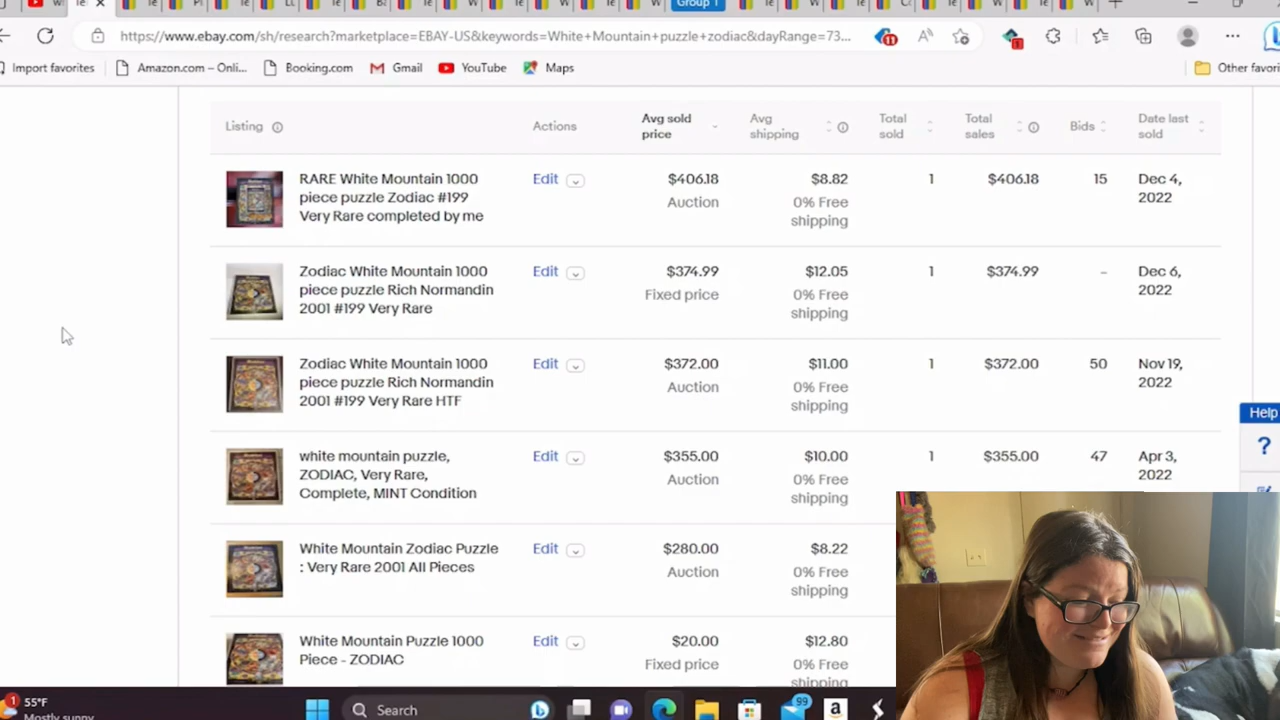 Group 1
https://www.ebay.com/sh/research?marketplace=EBAY-US&keywords=White+Mountain+puzzle+zodiac&dayRange=73...
11
1
Import favorites
Amazon.com – Onli...
Booking.com
Gmail
YouTube
Maps
Other favori
Listing
Actions
Avg sold price
Avg shipping
Total sold
Total sales
Bids
Date last sold
RARE White Mountain 1000
piece puzzle Zodiac #199
Very Rare completed by me
Edit
$406.18
Auction
$8.82
0% Free
shipping
1
$406.18
15
Dec 4,
2022
Zodiac White Mountain 1000
piece puzzle Rich Normandin
2001 #199 Very Rare
Edit
$374.99
Fixed price
$12.05
0% Free
shipping
1
$374.99
–
Dec 6,
2022
Zodiac White Mountain 1000
piece puzzle Rich Normandin
2001 #199 Very Rare HTF
Edit
$372.00
Auction
$11.00
0% Free
shipping
1
$372.00
50
Nov 19,
2022
Help
?
white mountain puzzle,
ZODIAC, Very Rare,
Complete, MINT Condition
Edit
$355.00
Auction
$10.00
0% Free
shipping
1
$355.00
47
Apr 3,
2022
White Mountain Zodiac Puzzle
: Very Rare 2001 All Pieces
Edit
$280.00
Auction
$8.22
0% Free
shipping
White Mountain Puzzle 1000
Piece - ZODIAC
Edit
$20.00
Fixed price
$12.80
0% Free
shipping
1
55°F
Mostly sunny
Search
99